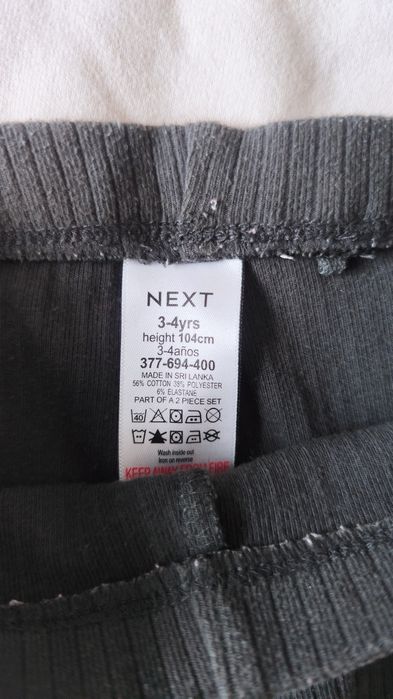 NEXT
3-4yrs
height 104cm
3-4años
377-694-400
MADE IN SRI LANKA
56% COTTON 38% POLYESTER
6% ELASTANE
PART OF A 2 PIECE SET
40
Wash inside out
Iron on reverse
KEEP AWAY FROM FIRE